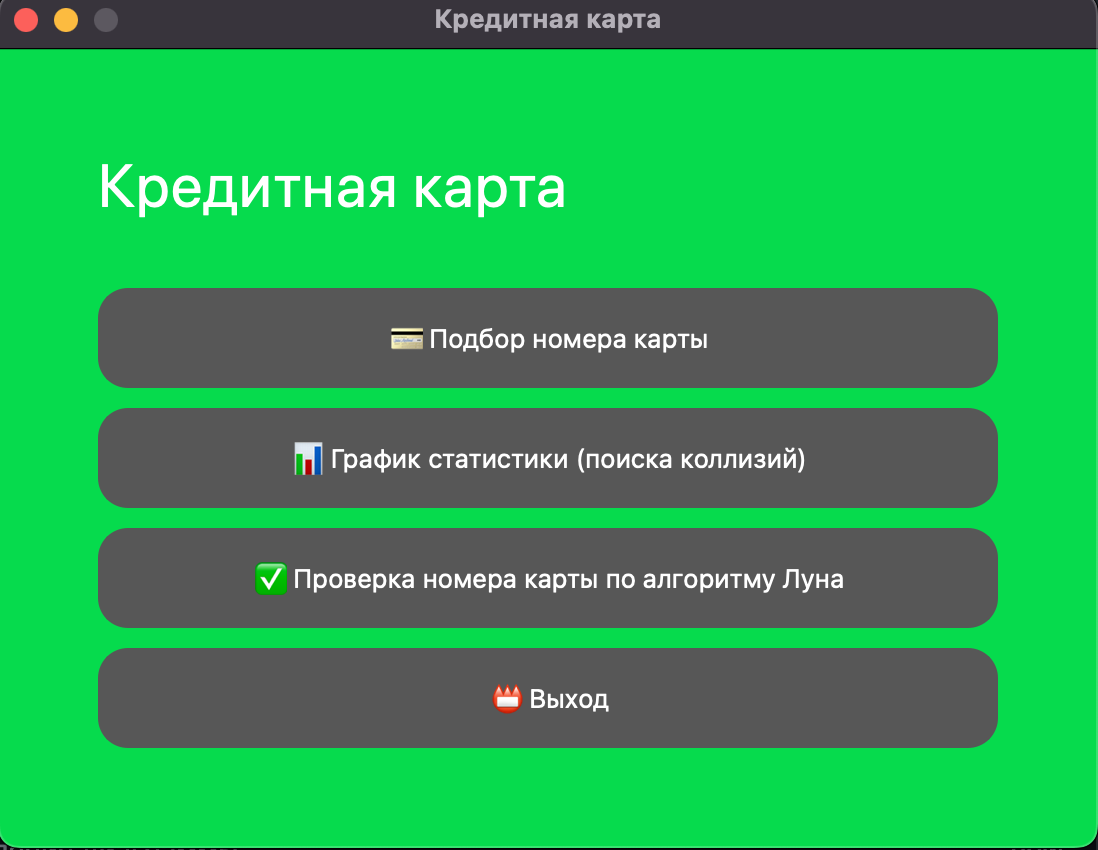 Кредитная карта
Кредитная карта
💳 Подбор номера карты
📊 График статистики (поиска коллизий)
✅ Проверка номера карты по алгоритму Луна
📛 Выход